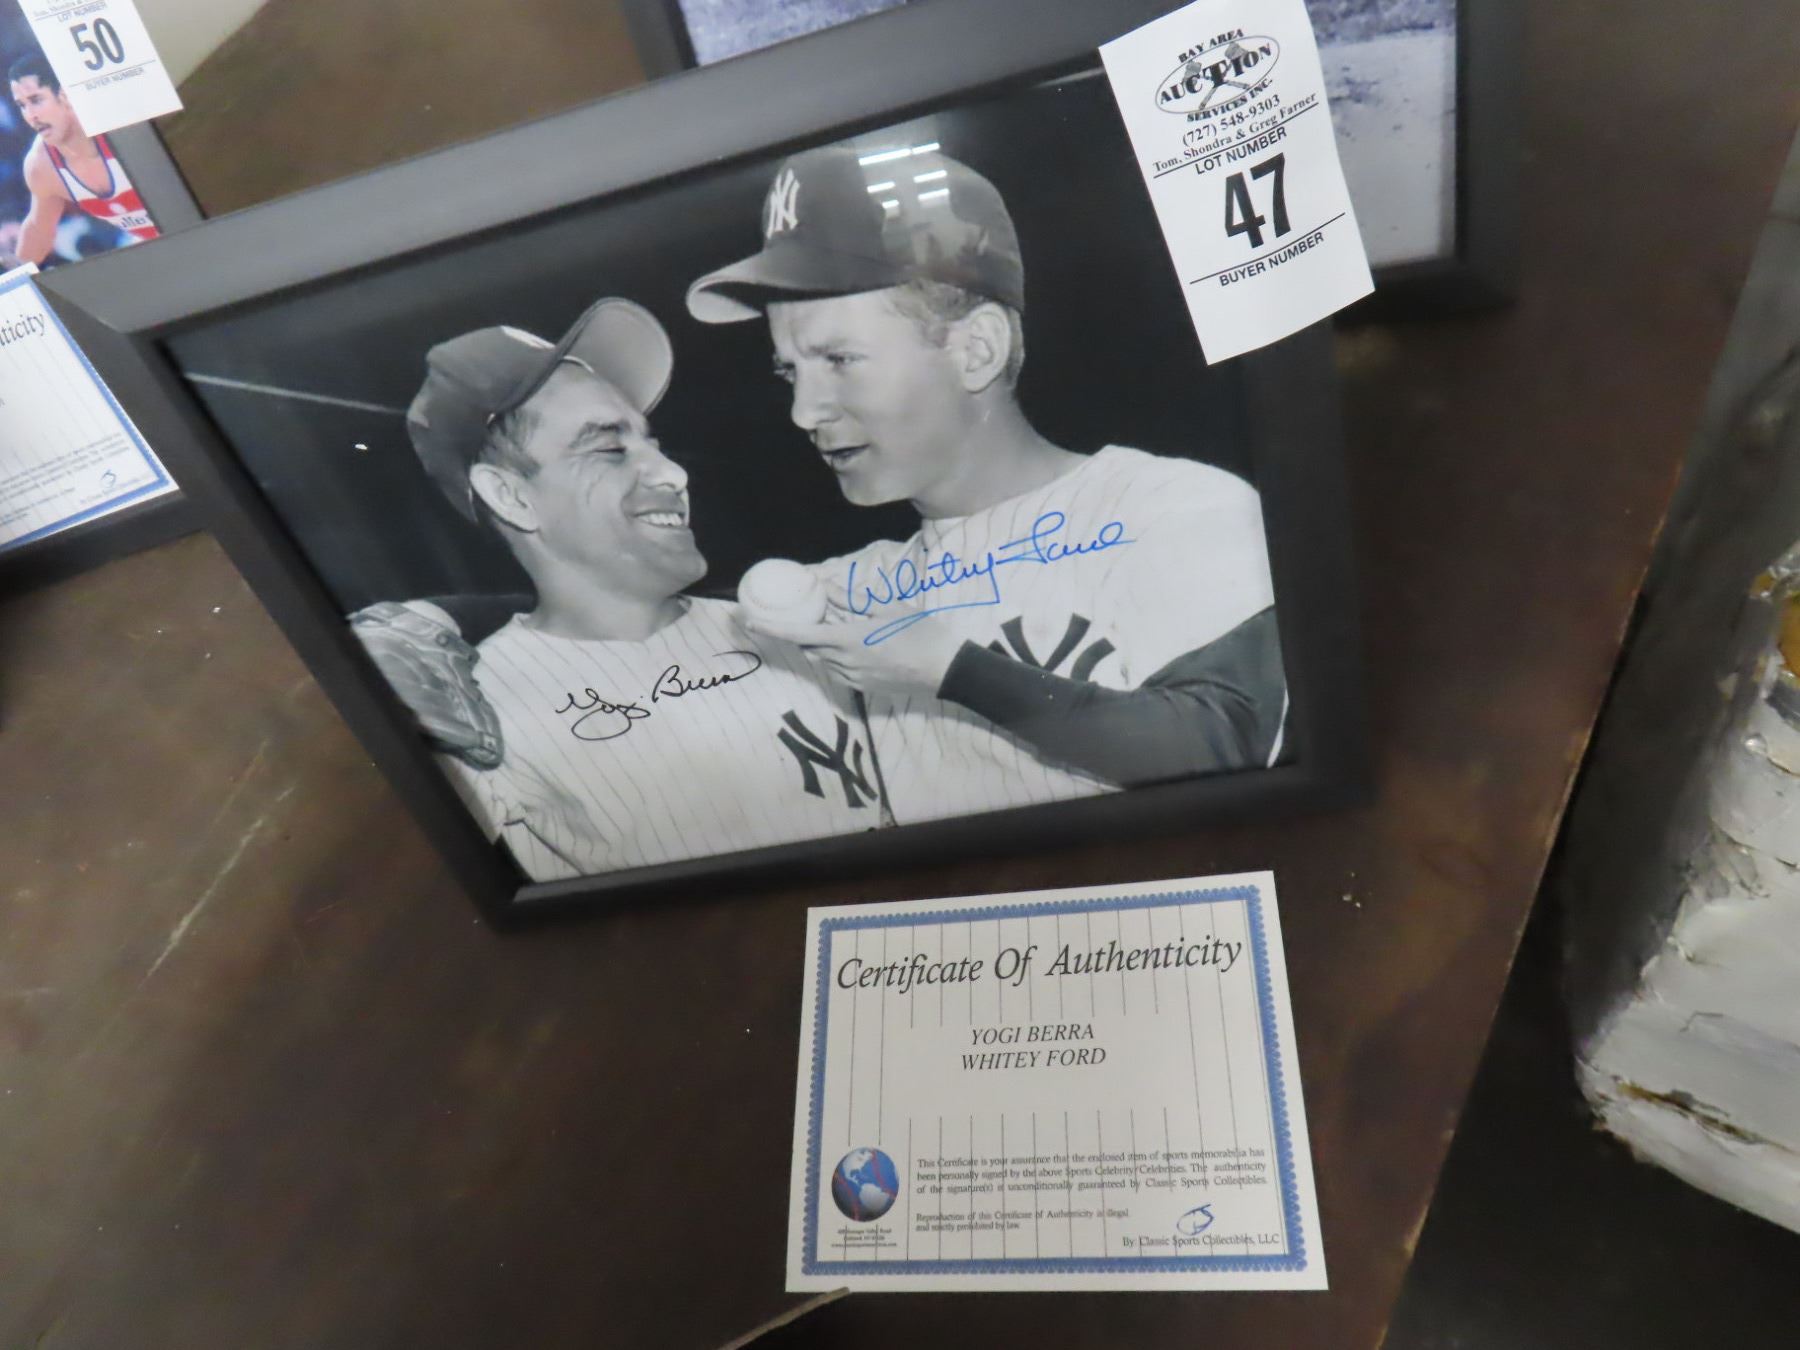 LOT NUMBER
50
BUYER NUMBER
BAY AREA
AUCTION
SERVICES INC.
(727) 548-9303
Tom, Shondra & Greg Farner
LOT NUMBER
47
BUYER NUMBER
NY
Whitey Ford
Yogi Berra
NY
NY
ticity
Certificate Of Authenticity
YOGI BERRA
WHITEY FORD
This Certificate is your assurance that the enclosed item of sports memorabilia has
been personally signed by the above Sports Celebrity/Celebrities. The authenticity
of the signature(s) is unconditionally guaranteed by Classic Sports Collectibles.
Reproduction of this Certificate of Authenticity is illegal
and strictly prohibited by law.
By: Classic Sports Collectibles, LLC